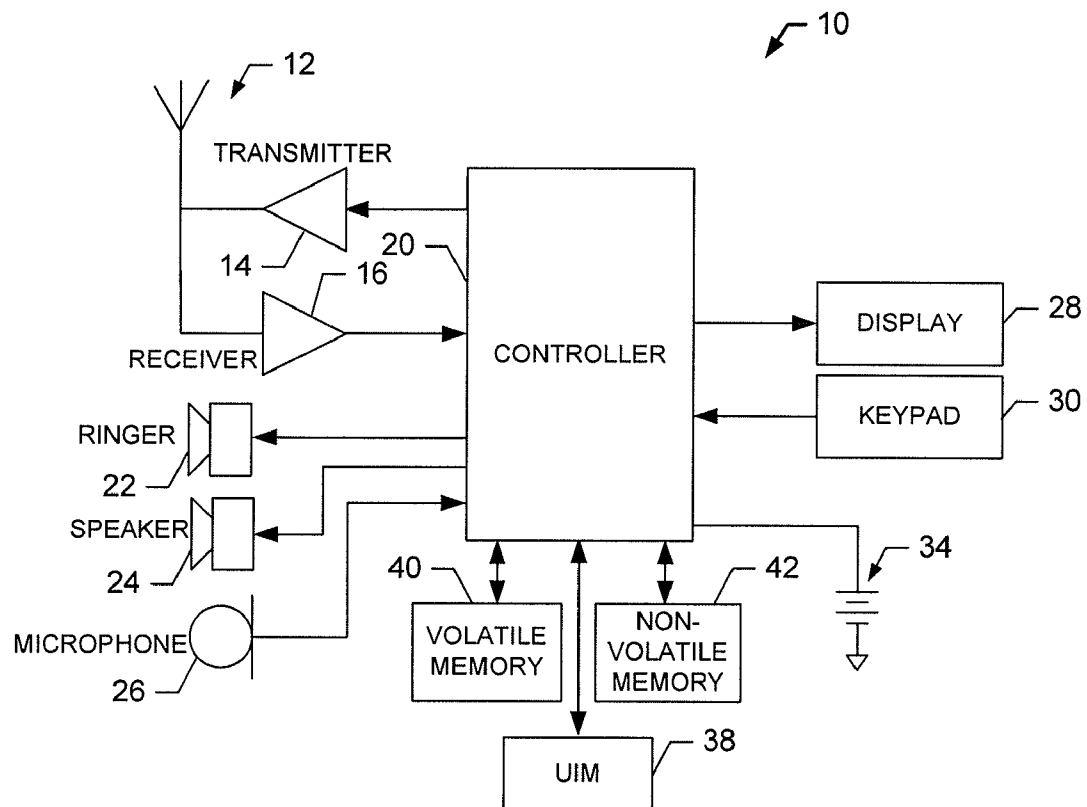 10
12
TRANSMITTER
14
20
16
RECEIVER
CONTROLLER
DISPLAY
28
KEYPAD
30
RINGER
22
SPEAKER
24
MICROPHONE
26
40
VOLATILE
MEMORY
42
NON-
VOLATILE
MEMORY
34
UIM
38